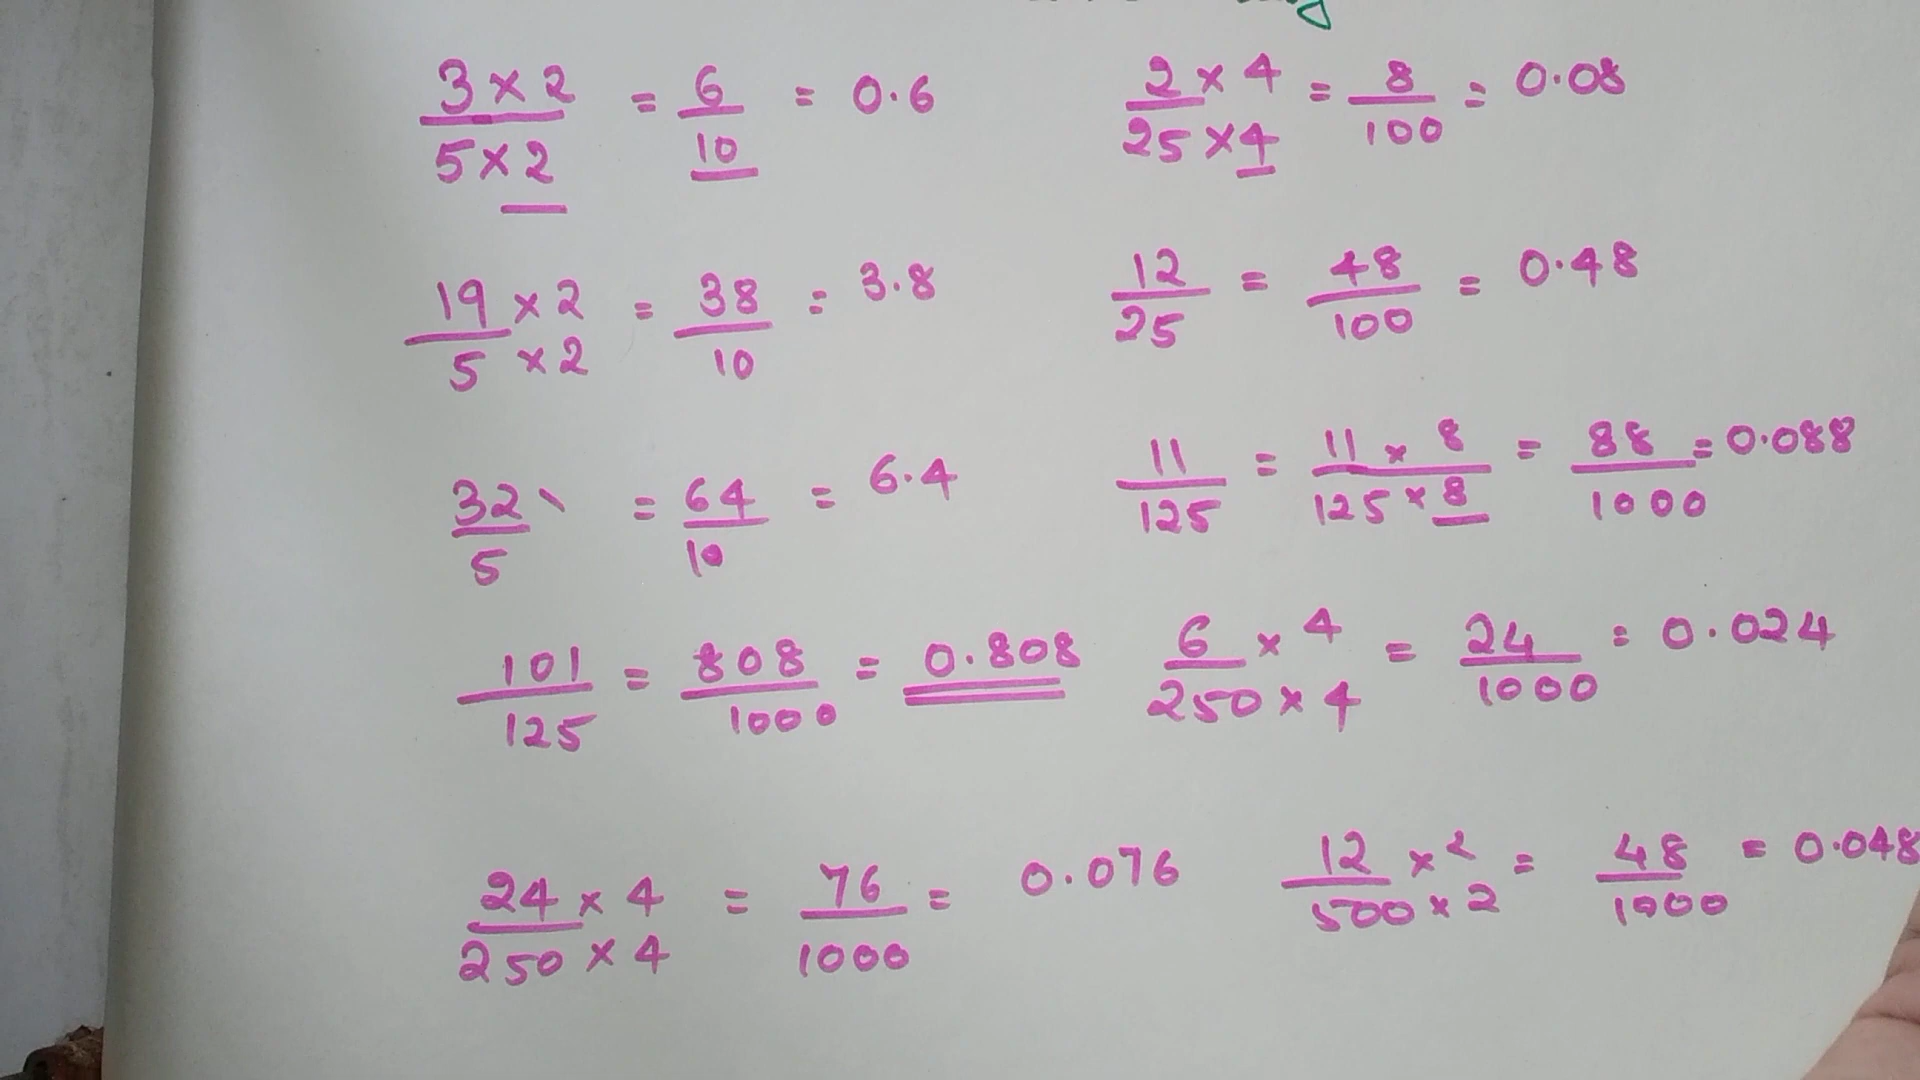 3 × 2 / 5 × 2 = 6 / 10 = 0.6
2 × 4 / 25 × 4 = 8 / 100 = 0.08
19 × 2 / 5 × 2 = 38 / 10 = 3.8
12 / 25 = 48 / 100 = 0.48
32 / 5 = 64 / 10 = 6.4
11 / 125 = 11 × 8 / 125 × 8 = 88 / 1000 = 0.088
101 / 125 = 808 / 1000 = 0.808
6 × 4 / 250 × 4 = 24 / 1000 = 0.024
24 × 4 / 250 × 4 = 76 / 1000 = 0.076
12 × 2 / 500 × 2 = 48 / 1000 = 0.048